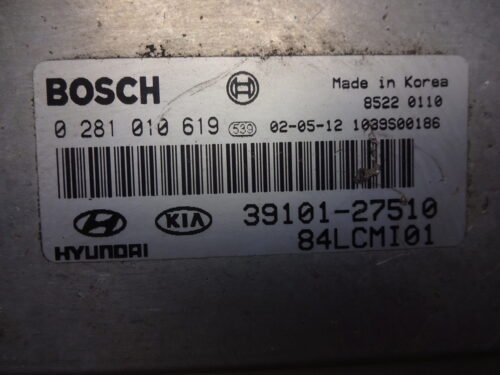 BOSCH
Made in Korea
8522 0110
0 281 010 619 539 02-05-12 1039S00186
39101-27510
HYUNDAI KIA 84LCMI01